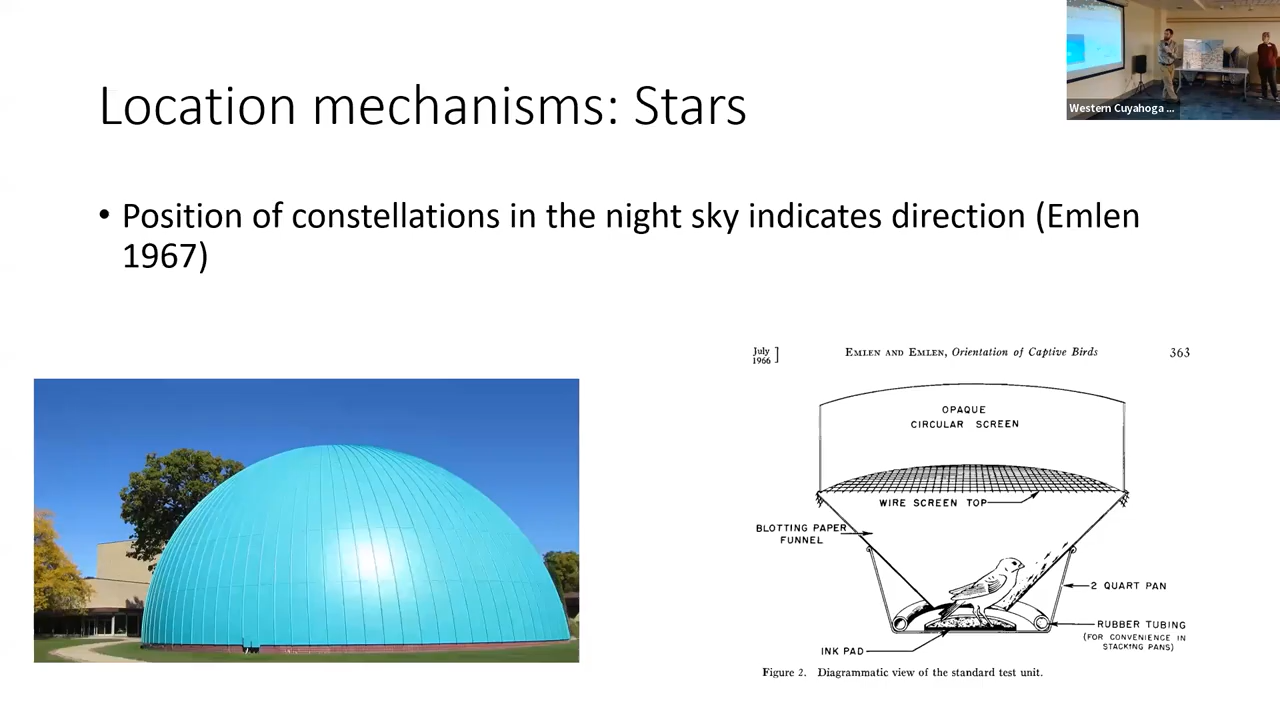 Location mechanisms: Stars
Western Cuyahoga ...
• Position of constellations in the night sky indicates direction (Emlen
1967)
July
1966 ]
Emlen and Emlen, Orientation of Captive Birds
363
OPAQUE
CIRCULAR SCREEN
WIRE SCREEN TOP
BLOTTING PAPER
FUNNEL
2 QUART PAN
RUBBER TUBING
(FOR CONVENIENCE IN
STACKING PANS)
INK PAD
Figure 2. Diagrammatic view of the standard test unit.